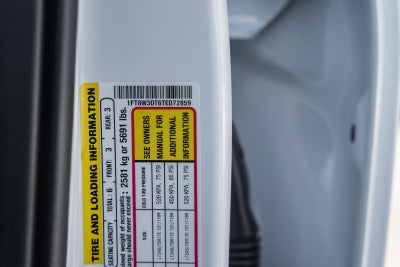 1FT8W3DT6TED72859
TIRE AND LOADING INFORMATION
SEATING CAPACITY TOTAL: 6 FRONT: 3 REAR: 3
ined weight of occupants
argo should never exceed : 2581 kg or 5691 lbs.
SIZE COLD TIRE PRESSURE SEE OWNERS
520 KPA, 75 PSI MANUAL FOR
450 KPA, 65 PSI ADDITIONAL
520 KPA, 75 PSI INFORMATION